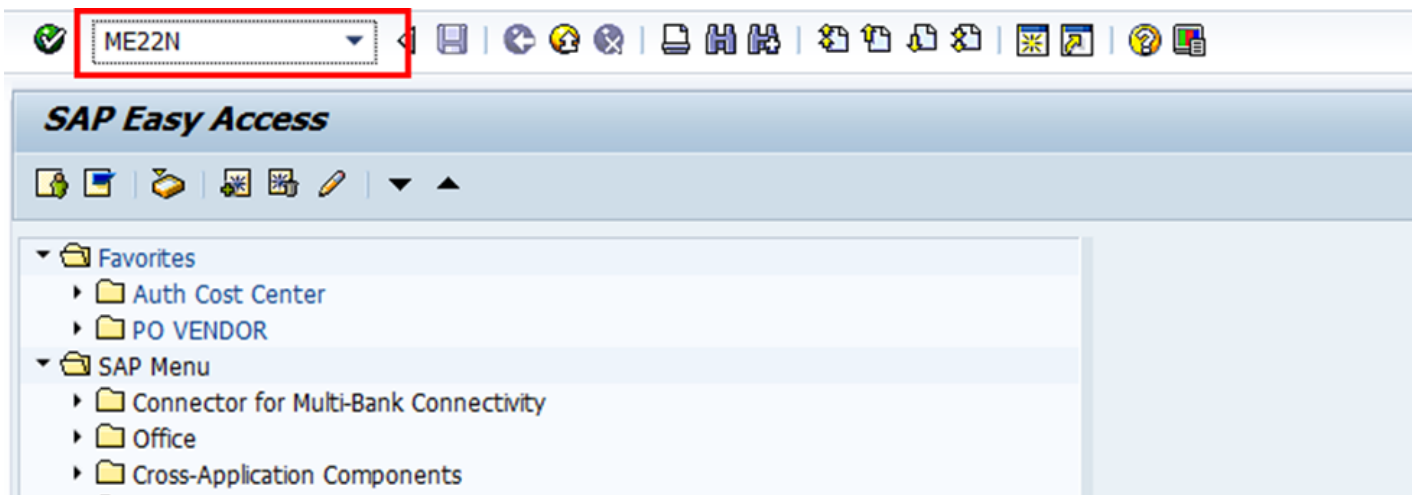 ME22N
SAP Easy Access
Favorites
Auth Cost Center
PO VENDOR
SAP Menu
Connector for Multi-Bank Connectivity
Office
Cross-Application Components